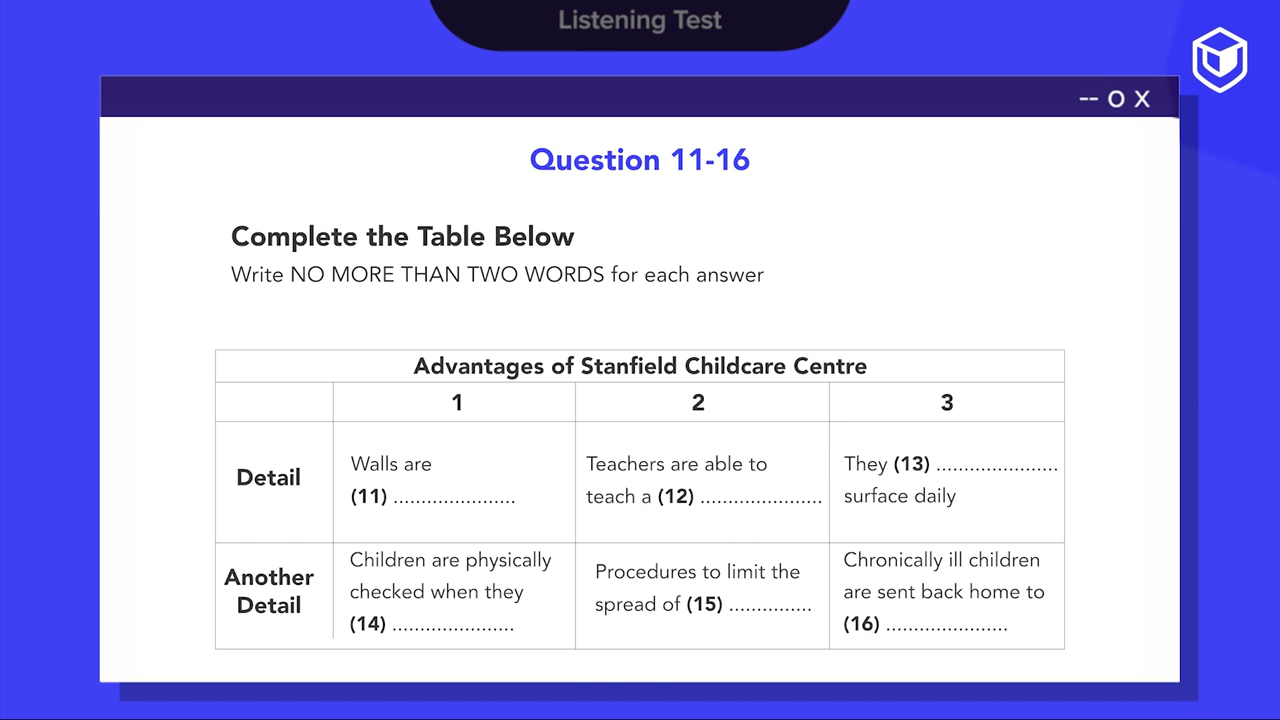 Listening Test
-- O X
Question 11-16
Complete the Table Below
Write NO MORE THAN TWO WORDS for each answer
Advantages of Stanfield Childcare Centre
1 2 3
Detail
Walls are
(11) ......................
Teachers are able to
teach a (12) ......................
They (13) ......................
surface daily
Another
Detail
Children are physically
checked when they
(14) ......................
Procedures to limit the
spread of (15) ...............
Chronically ill children
are sent back home to
(16) ......................